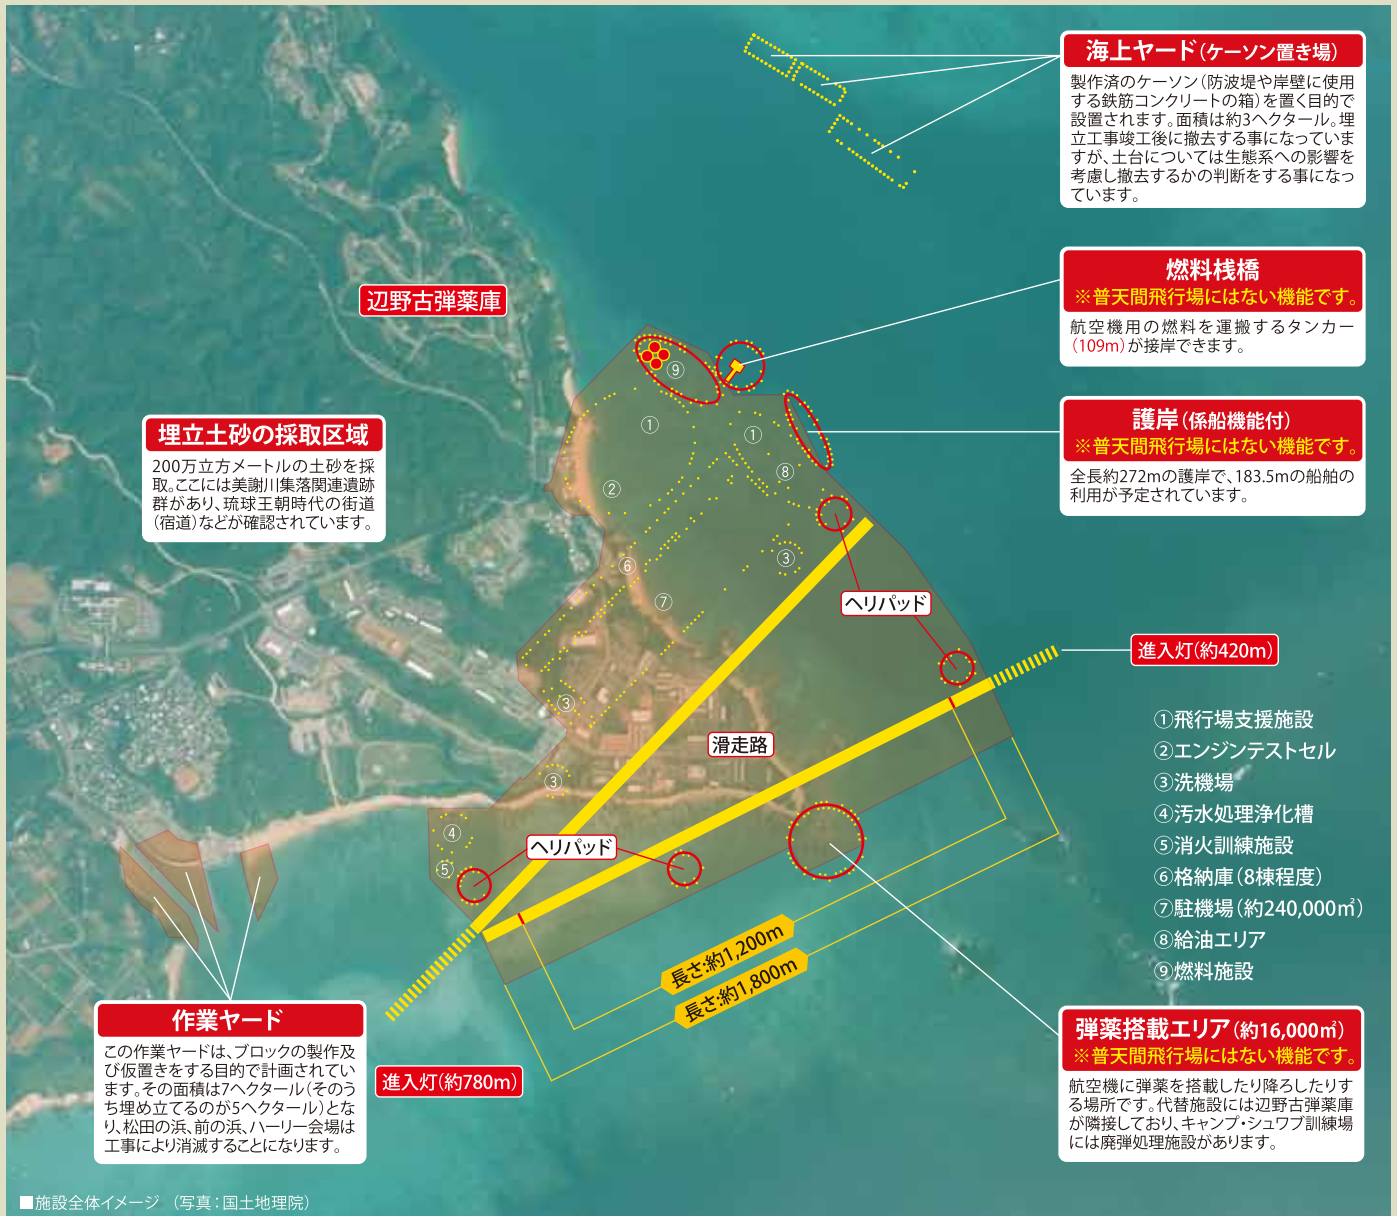 海上ヤード（ケーソン置き場）
製作済のケーソン（防波堤や岸壁に使用
する鉄筋コンクリートの箱）を置く目的で
設置されます。面積は約3ヘクタール。埋
立工事竣工後に撤去する事になっていま
すが、土台については生態系への影響を
考慮し撤去するかの判断をする事になっ
ています。
燃料桟橋
※普天間飛行場にはない機能です。
航空機用の燃料を運搬するタンカー
（109m）が接岸できます。
辺野古弾薬庫
護岸（係船機能付）
※普天間飛行場にはない機能です。
全長約272mの護岸で、183.5mの船舶の
利用が予定されています。
埋立土砂の採取区域
200万立方メートルの土砂を採
取。ここには美謝川集落関連遺跡
群があり、琉球王朝時代の街道
（宿道）などが確認されています。
⑨
①
①
⑧
②
③
⑥
⑦
③
③
④
⑤
ヘリパッド
進入灯（約420m）
滑走路
ヘリパッド
①飛行場支援施設
②エンジンテストセル
③洗機場
④汚水処理浄化槽
⑤消火訓練施設
⑥格納庫（8棟程度）
⑦駐機場（約240,000㎡）
⑧給油エリア
⑨燃料施設
長さ:約1,200m
長さ:約1,800m
作業ヤード
この作業ヤードは、ブロックの製作及
び仮置きをする目的で計画されてい
ます。その面積は7ヘクタール（そのう
ち埋め立てるのが5ヘクタール）とな
り、松田の浜、前の浜、ハーリー会場は
工事により消滅することになります。
進入灯（約780m）
弾薬搭載エリア（約16,000㎡）
※普天間飛行場にはない機能です。
航空機に弾薬を搭載したり降ろしたりす
る場所です。代替施設には辺野古弾薬庫
が隣接しており、キャンプ・シュワブ訓練場
には廃弾処理施設があります。
■施設全体イメージ （写真：国土地理院）